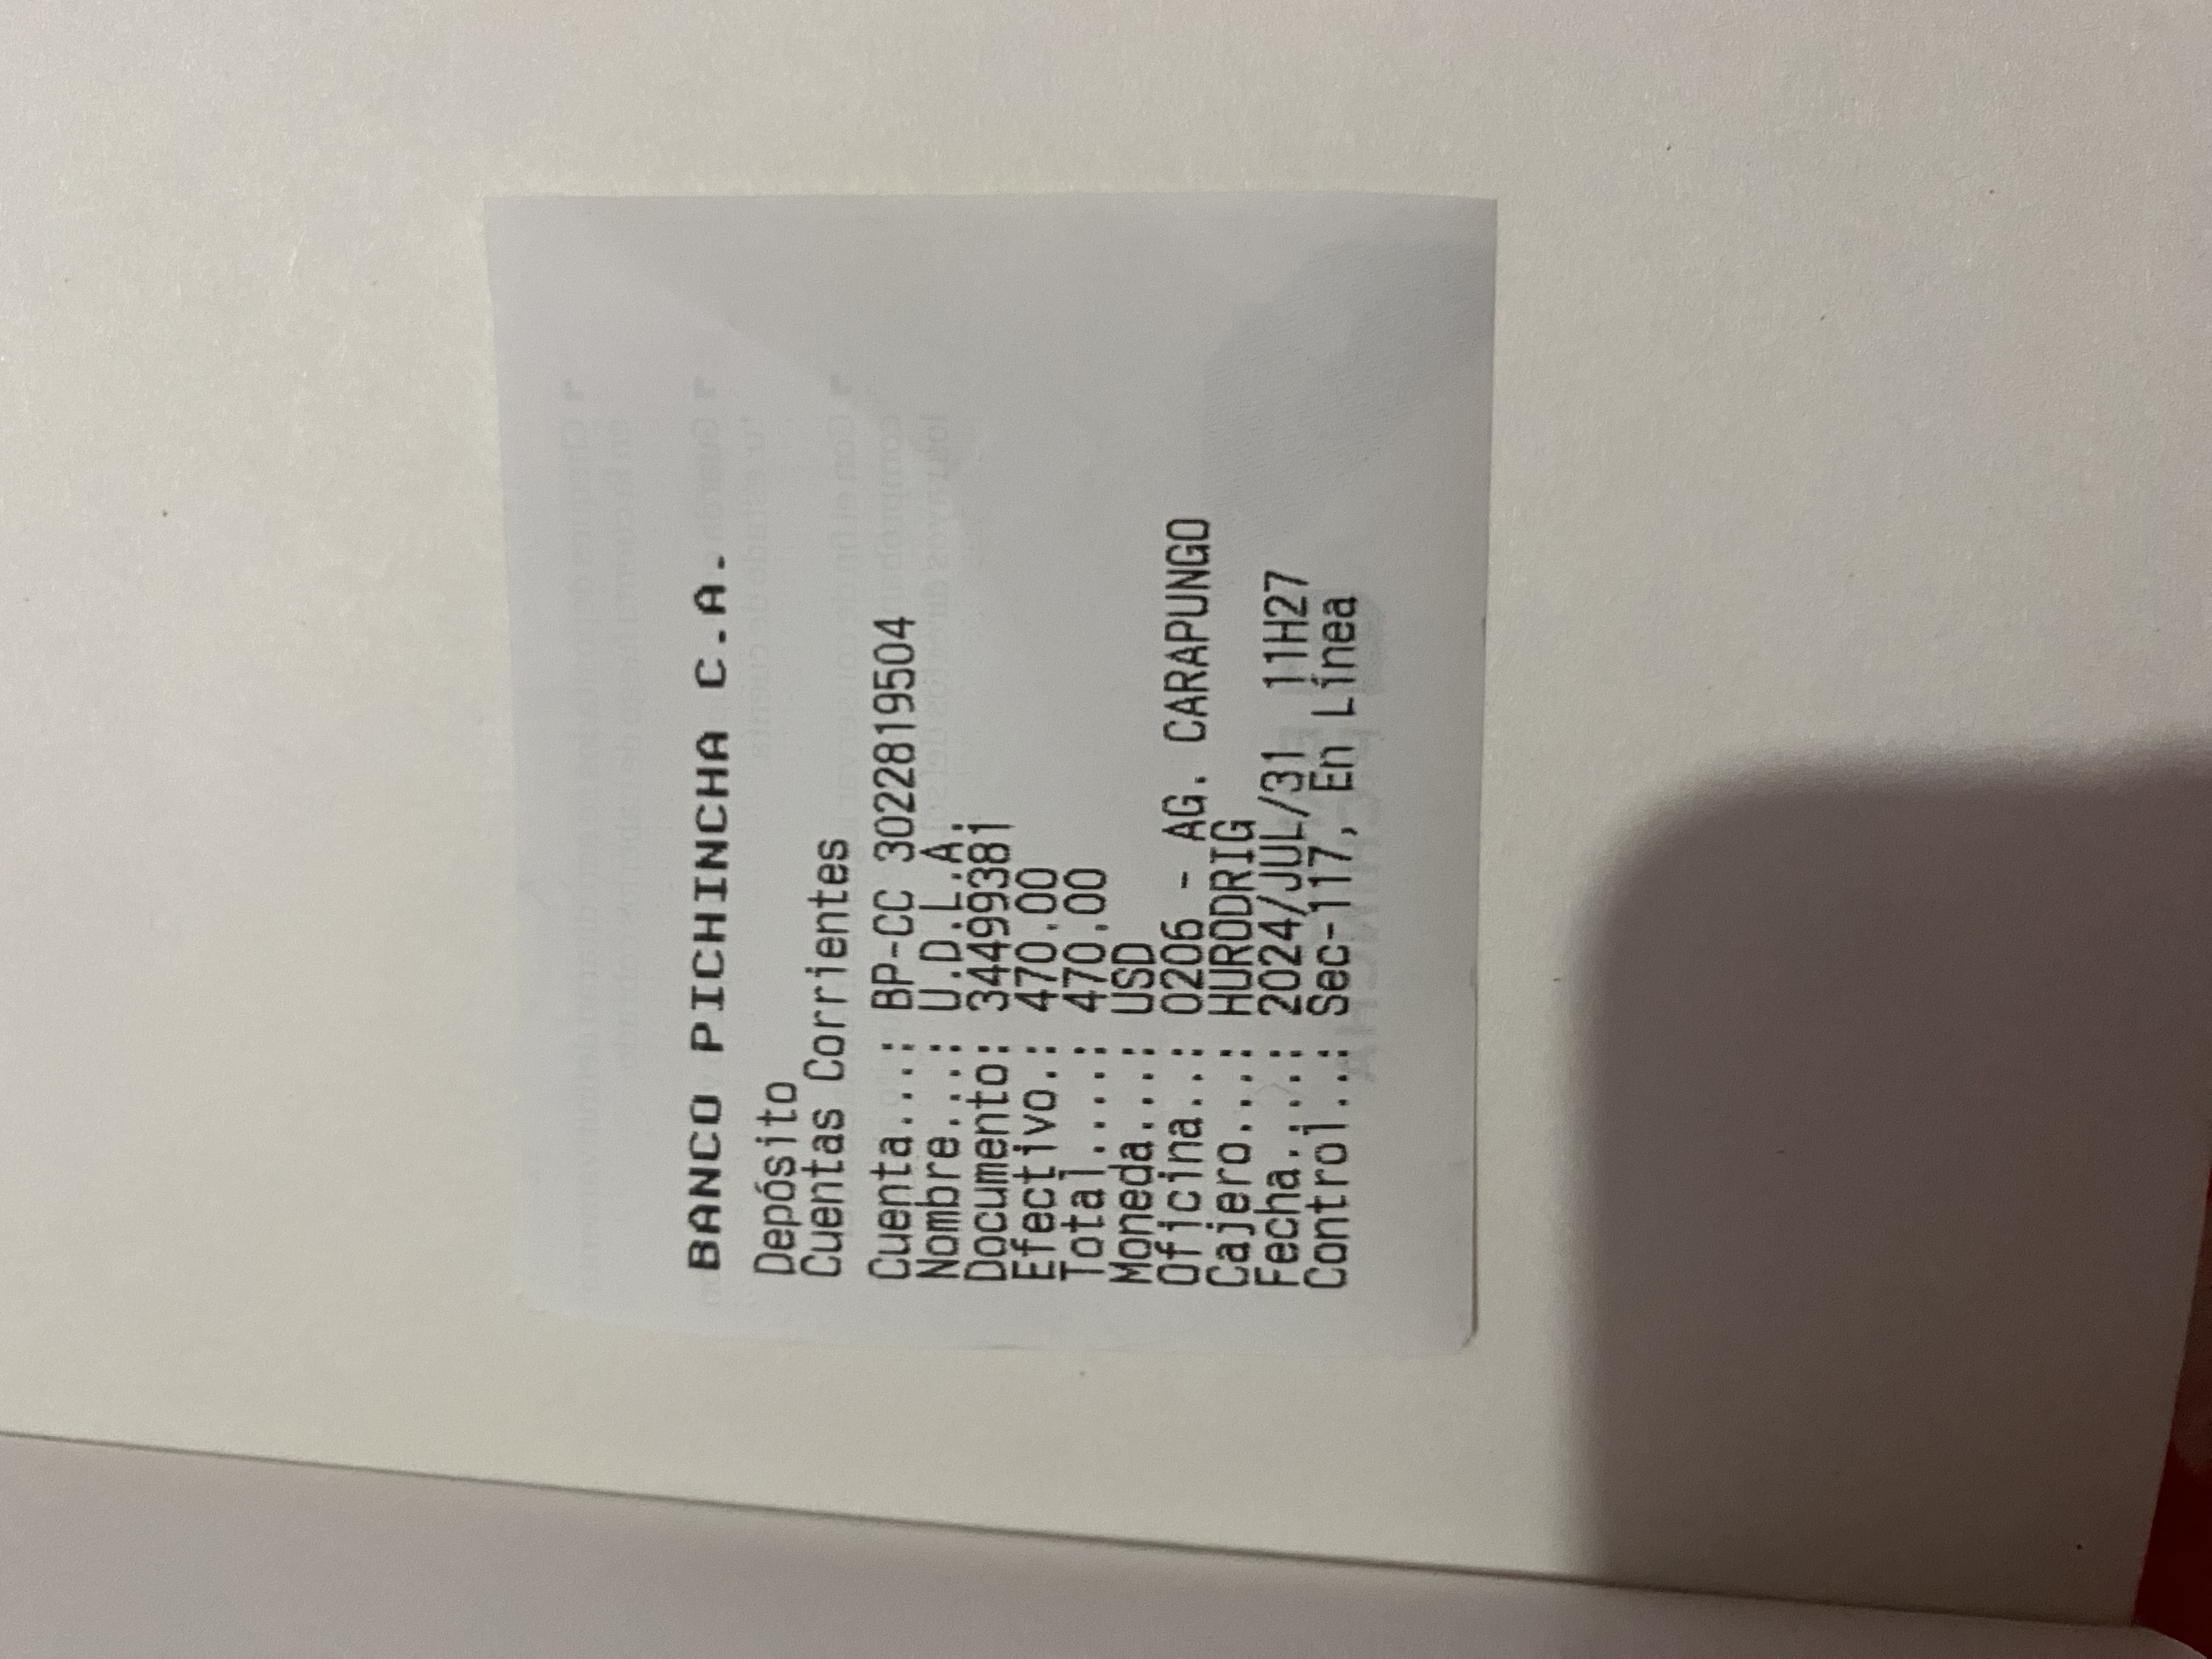 BANCO PICHINCHA C.A.
Depósito
Cuentas Corrientes
Cuenta....: BP-CC 3022819504
Nombre....: U.D.L.A.
Documento: 34499381
Efectivo.: 470.00
Total.....: 470.00
Moneda....: USD
Oficina...: 0206 - AG. CARAPUNGO
Cajero....: HURODRIG
Fecha.....: 2024/JUL/31 11H27
Control...: Sec-117, En Línea